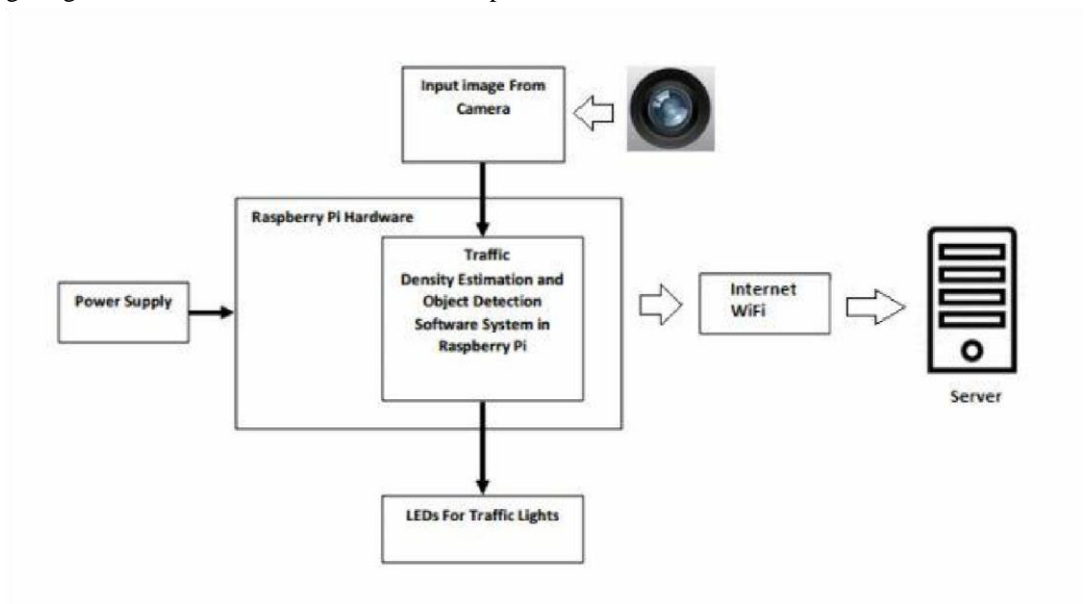 Input image From
Camera
Raspberry Pi Hardware
Traffic
Density Estimation and
Object Detection
Software System in
Raspberry Pi
Power Supply
Internet
WiFi
Server
LEDs For Traffic Lights